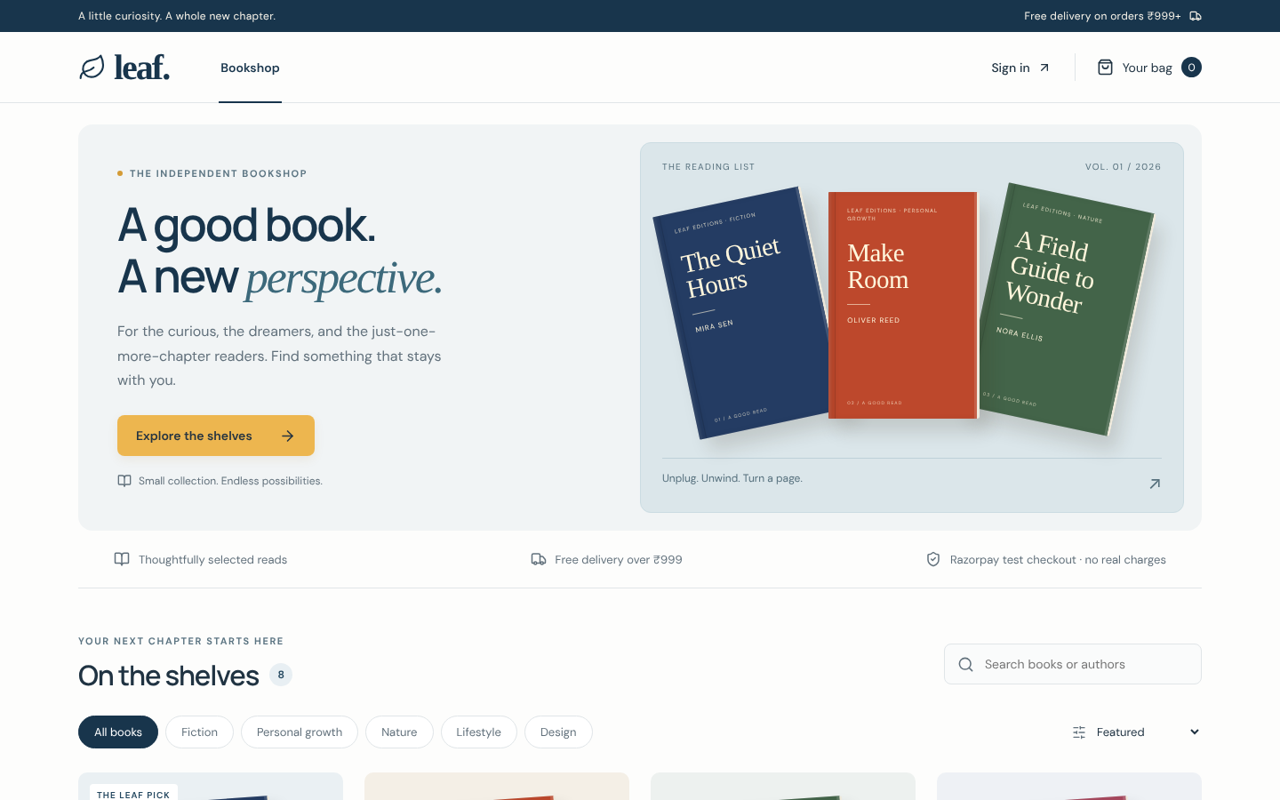 A little curiosity. A whole new chapter.
Free delivery on orders ₹999+
leaf.
Bookshop
Sign in
Your bag 0
THE INDEPENDENT BOOKSHOP
A good book.
A new perspective.
For the curious, the dreamers, and the just-one-
more-chapter readers. Find something that stays
with you.
Explore the shelves
Small collection. Endless possibilities.
THE READING LIST
VOL. 01 / 2026
LEAF EDITIONS · FICTION
The Quiet
Hours
MIRA SEN
01 / A GOOD READ
LEAF EDITIONS · PERSONAL
GROWTH
Make
Room
OLIVER REED
02 / A GOOD READ
LEAF EDITIONS · NATURE
A Field
Guide to
Wonder
NORA ELLIS
03 / A GOOD READ
Unplug. Unwind. Turn a page.
Thoughtfully selected reads
Free delivery over ₹999
Razorpay test checkout · no real charges
YOUR NEXT CHAPTER STARTS HERE
On the shelves 8
Search books or authors
All books
Fiction
Personal growth
Nature
Lifestyle
Design
Featured
THE LEAF PICK